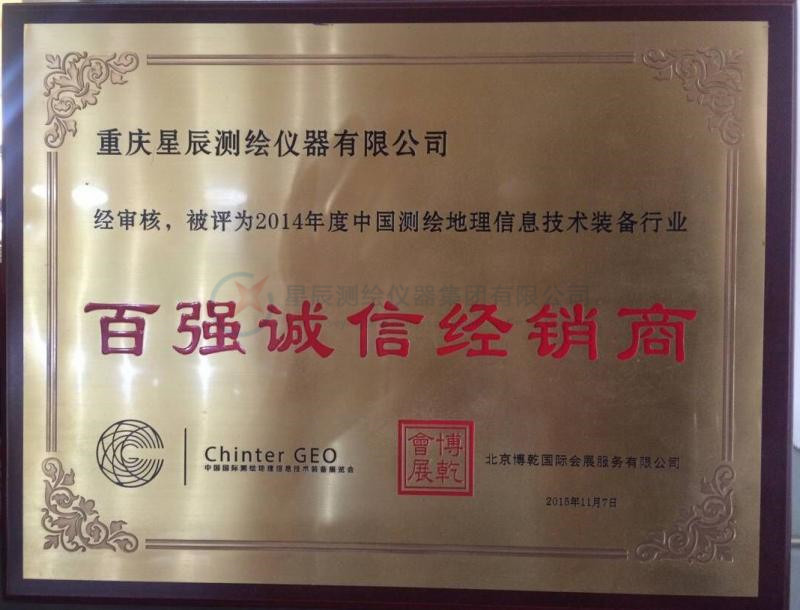 重庆星辰测绘仪器有限公司
经审核，被评为2014年度中国测绘地理信息技术装备行业
星辰测绘仪器集团有限公司
百强诚信经销商
Chinter GEO
中国国际测绘地理信息技术装备展览会
博乾
會展
北京博乾国际会展服务有限公司
2015年11月7日